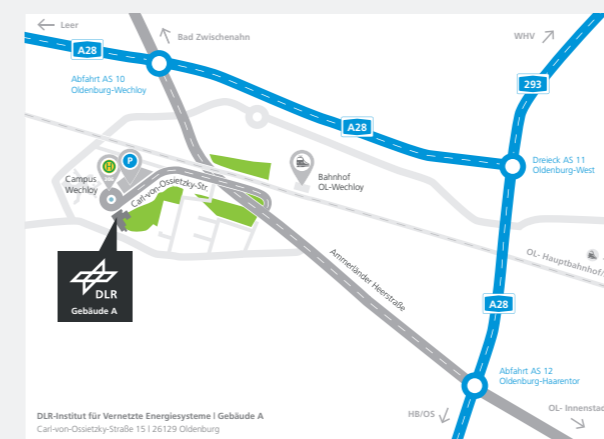 Leer
Bad Zwischenahn
WHV
A28
Abfahrt AS 10
Oldenburg-Wechloy
293
A28
Dreieck AS 11
Oldenburg-West
H
P
Campus
Wechloy
Carl-von-Ossietzky-Str.
Bahnhof
OL-Wechloy
OL- Hauptbahnhof/
DLR
Gebäude A
Ammerländer Heerstraße
A28
Abfahrt AS 12
Oldenburg-Haarentor
HB/OS
OL- Innenstad
DLR-Institut für Vernetzte Energiesysteme | Gebäude A
Carl-von-Ossietzky-Straße 15 | 26129 Oldenburg